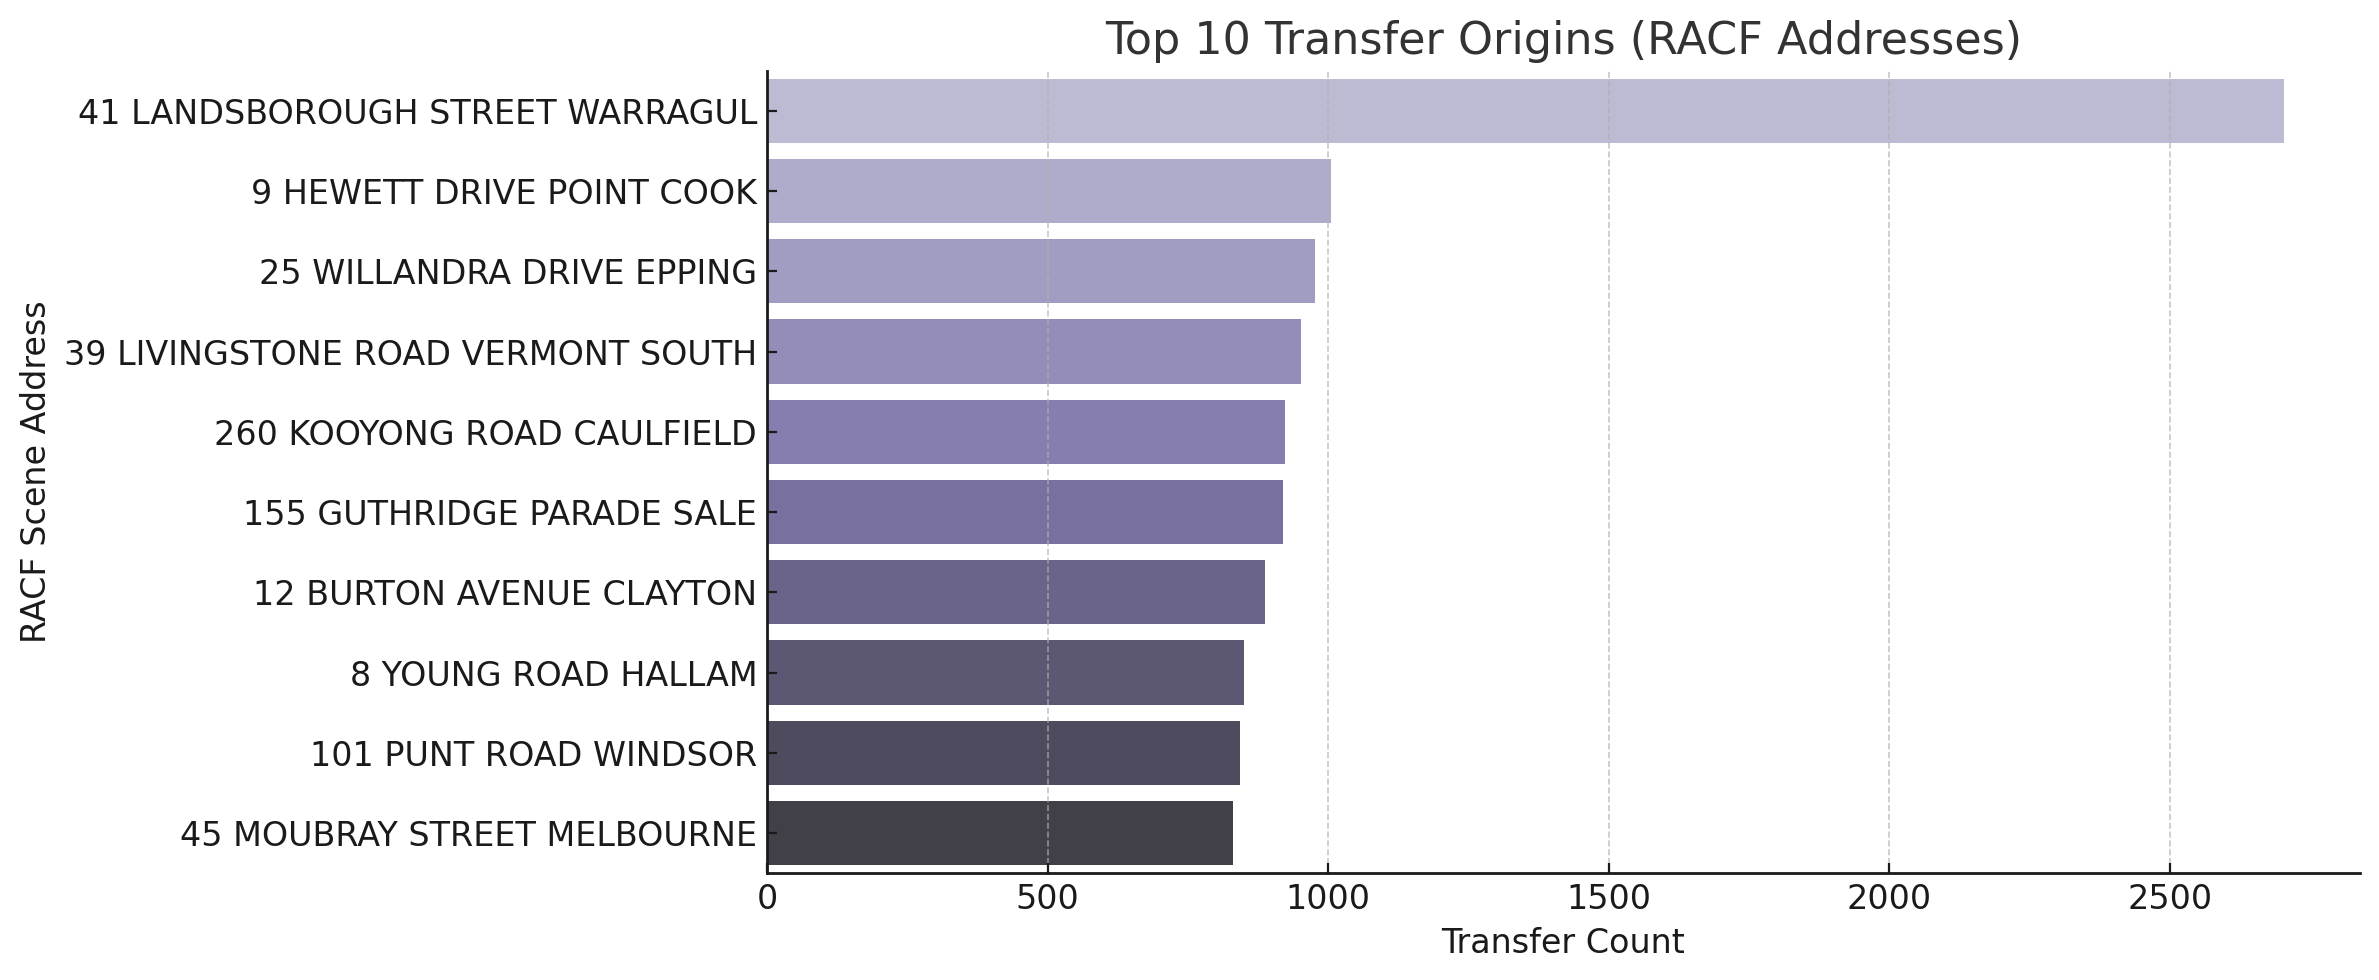 Top 10 Transfer Origins (RACF Addresses)
RACF Scene Address
41 LANDSBOROUGH STREET WARRAGUL
9 HEWETT DRIVE POINT COOK
25 WILLANDRA DRIVE EPPING
39 LIVINGSTONE ROAD VERMONT SOUTH
260 KOOYONG ROAD CAULFIELD
155 GUTHRIDGE PARADE SALE
12 BURTON AVENUE CLAYTON
8 YOUNG ROAD HALLAM
101 PUNT ROAD WINDSOR
45 MOUBRAY STREET MELBOURNE
0 500 1000 1500 2000 2500
Transfer Count